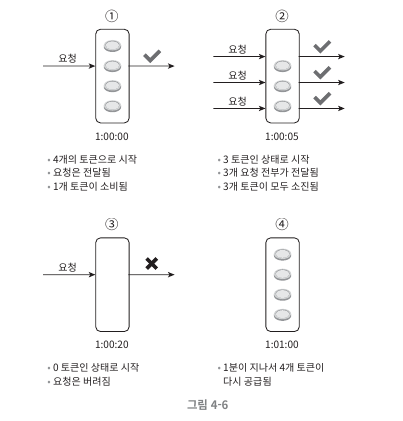 ①
요청
1:00:00
• 4개의 토큰으로 시작
• 요청은 전달됨
• 1개 토큰이 소비됨
②
요청
요청
요청
1:00:05
• 3 토큰인 상태로 시작
• 3개 요청 전부가 전달됨
• 3개 토큰이 모두 소진됨
③
요청
1:00:20
• 0 토큰인 상태로 시작
• 요청은 버려짐
④
1:01:00
• 1분이 지나서 4개 토큰이
다시 공급됨
그림 4-6